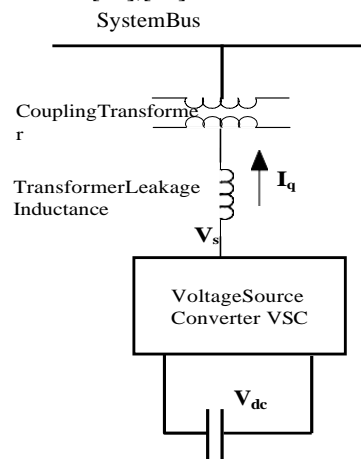 SystemBus
CouplingTransforme
r
TransformerLeakage
Inductance
Iq
Vs
VoltageSource
Converter VSC
Vdc